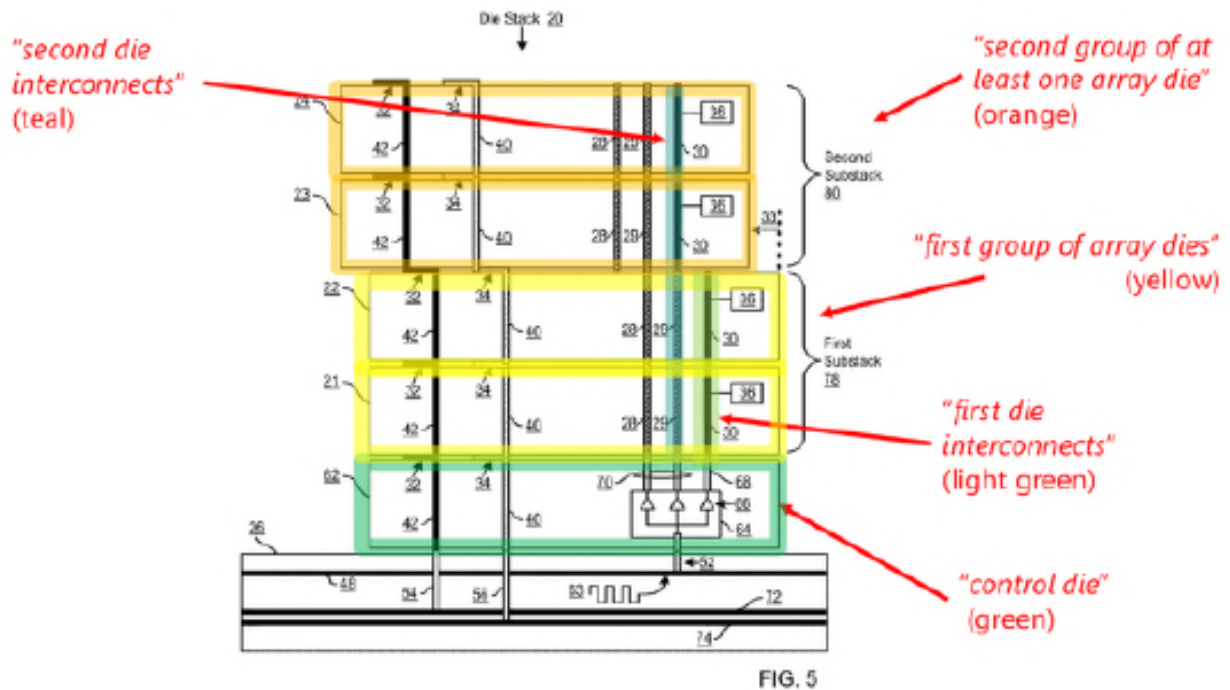 Die Stack 20
"second die
interconnects"
(teal)
"second group of at
least one array die"
(orange)
24 32 34 36
42 40 28 29 30
Second
Substack
80
23 32 34 36 33
42 40 28 29 30
"first group of array dies"
(yellow)
22 32 34 36
42 40 28 29 30
First
Substack
78
21 32 34 36
42 40 28 29 30
"first die
interconnects"
(light green)
62 32 34 70 68
42 40 66
64
36 52
48 54 56 63 72
74
"control die"
(green)
FIG. 5